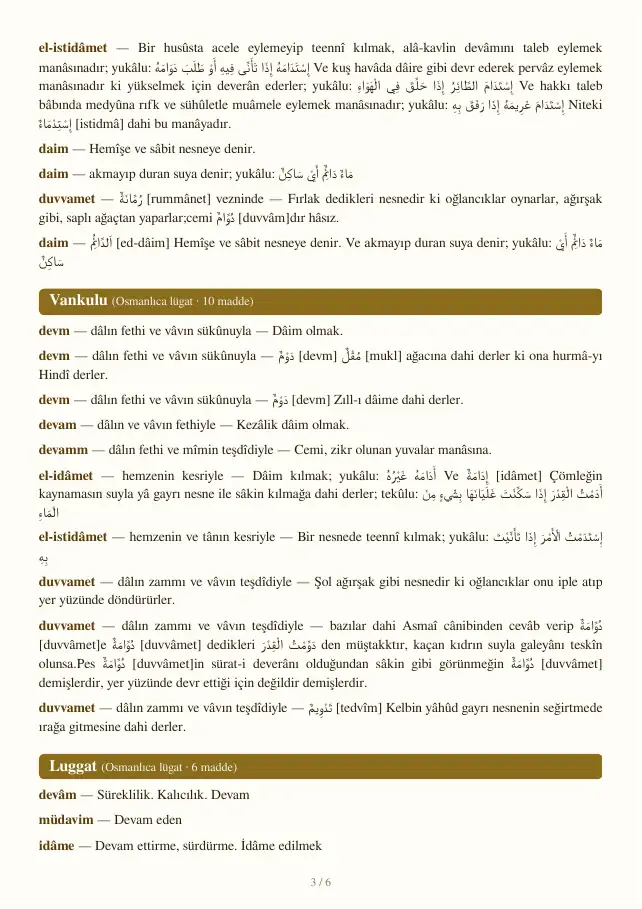 el-istidâmet — Bir husûsta acele eylemeyip teennî kılmak, alâ-kavlin devâmını taleb eylemek
manâsınadır; yukâlu: إِسْتَدَامَهُ إِذَا تَأَنَّى فِيهِ أَوْ طَلَبَ دَوَامَهُ Ve kuş havâda dâire gibi devr ederek pervâz eylemek
manâsınadır ki yükselmek için deverân ederler; yukâlu: إِسْتَدَامَ الطَّائِرُ إِذَا حَلَّقَ فِي الْهَوَاءِ Ve hakkı taleb
bâbında medyûna rıfk ve sühûletle muâmele eylemek manâsınadır; yukâlu: إِسْتَدَامَ غَرِيمَهُ إِذَا رَفَقَ بِهِ Niteki
إِسْتِدْمَاءٌ [istidmâ] dahi bu manâyadır.
daim — Hemîşe ve sâbit nesneye denir.
daim — akmayıp duran suya denir; yukâlu: مَاءٌ دَائِمٌ أَيْ سَاكِنٌ
duvvamet — رُمَّانَةٌ [rummânet] vezninde — Fırlak dedikleri nesnedir ki oğlancıklar oynarlar, ağırşak
gibi, saplı ağaçtan yaparlar;cemi دُوَّامٌ [duvvâm]dır hâsız.
daim — اَلدَّائِمُ [ed-dâim] Hemîşe ve sâbit nesneye denir. Ve akmayıp duran suya denir; yukâlu: مَاءٌ دَائِمٌ أَيْ
سَاكِنٌ
Vankulu (Osmanlıca lügat · 10 madde)
devm — dâlın fethi ve vâvın sükûnuyla — Dâim olmak.
devm — dâlın fethi ve vâvın sükûnuyla — دَوْمٌ [devm] مُقْلٌ [mukl] ağacına dahi derler ki ona hurmâ-yı
Hindî derler.
devm — dâlın fethi ve vâvın sükûnuyla — دَوْمٌ [devm] Zıll-ı dâime dahi derler.
devam — dâlın ve vâvın fethiyle — Kezâlik dâim olmak.
devamm — dâlın fethi ve mîmin teşdîdiyle — Cemi, zikr olunan yuvalar manâsına.
el-idâmet — hemzenin kesriyle — Dâim kılmak; yukâlu: أَدَامَهُ غَيْرُهُ Ve إِدَامَةٌ [idâmet] Çömleğin
kaynamasın suyla yâ gayrı nesne ile sâkin kılmağa dahi derler; tekûlu: أَدَمْتُ الْقِدْرَ إِذَا سَكَّنْتَ غَلَيَانَهَا بِشَيْءٍ مِنَ
الْمَاءِ
el-istidâmet — hemzenin ve tânın kesriyle — Bir nesnede teennî kılmak; yukâlu: إِسْتَدَمْتُ الْأَمْرَ إِذَا تَأَنَّيْتَ
بِهِ
duvvamet — dâlın zammı ve vâvın teşdîdiyle — Şol ağırşak gibi nesnedir ki oğlancıklar onu iple atıp
yer yüzünde döndürürler.
duvvamet — dâlın zammı ve vâvın teşdîdiyle — bazılar dahi Asmaî cânibinden cevâb verip دُوَّامَةٌ
[duvvâmet]e دُوَّامَةٌ [duvvâmet] dedikleri دَوَّمْتُ الْقِدْرَ den müştakktır, kaçan kıdrın suyla galeyânı teskîn
olunsa.Pes دُوَّامَةٌ [duvvâmet]in sürat-i deverânı olduğundan sâkin gibi görünmeğin دُوَّامَةٌ [duvvâmet]
demişlerdir, yer yüzünde devr ettiği için değildir demişlerdir.
duvvamet — dâlın zammı ve vâvın teşdîdiyle — تَدْوِيمٌ [tedvîm] Kelbin yâhûd gayrı nesnenin seğirtmede
ırağa gitmesine dahi derler.
Luggat (Osmanlıca lügat · 6 madde)
devâm — Süreklilik. Kalıcılık. Devam
müdavim — Devam eden
idâme — Devam ettirme, sürdürme. İdâme edilmek
3 / 6